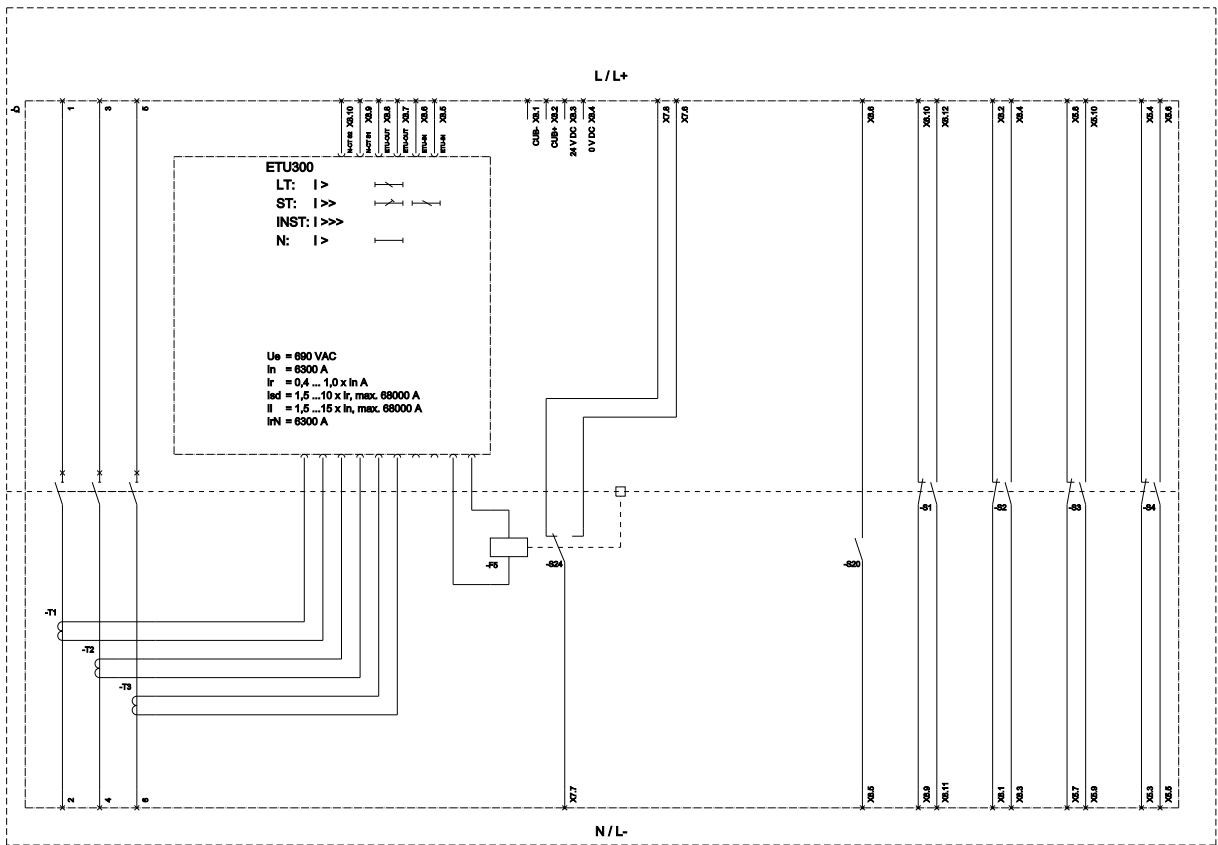 L / L+
1
3
5
N-CT S2 X8.10
N-CT S1 X8.9
ETU-OUT X8.8
ETU-OUT X8.7
ETU-IN X8.6
ETU-IN X8.5
CUB- X8.1
CUB+ X8.2
24 V DC X8.3
0 V DC X8.4
X7.8
X7.6
X6.6
X6.10
X6.12
X6.2
X6.4
X5.8
X5.10
X5.4
X5.6
ETU300
LT: I >
ST: I >>
INST: I >>>
N: I >
Ue = 690 VAC
In = 6300 A
Ir = 0,4 ... 1,0 x In A
Isd = 1,5 ...10 x Ir, max. 68000 A
Ii = 1,5 ...15 x In, max. 68000 A
IrN = 6300 A
-S1
-S2
-S3
-S4
-F5
-S24
-S20
-T1
-T2
-T3
2
4
6
X7.7
X6.5
X6.9
X6.11
X6.1
X6.3
X5.7
X5.9
X5.3
X5.5
N / L-